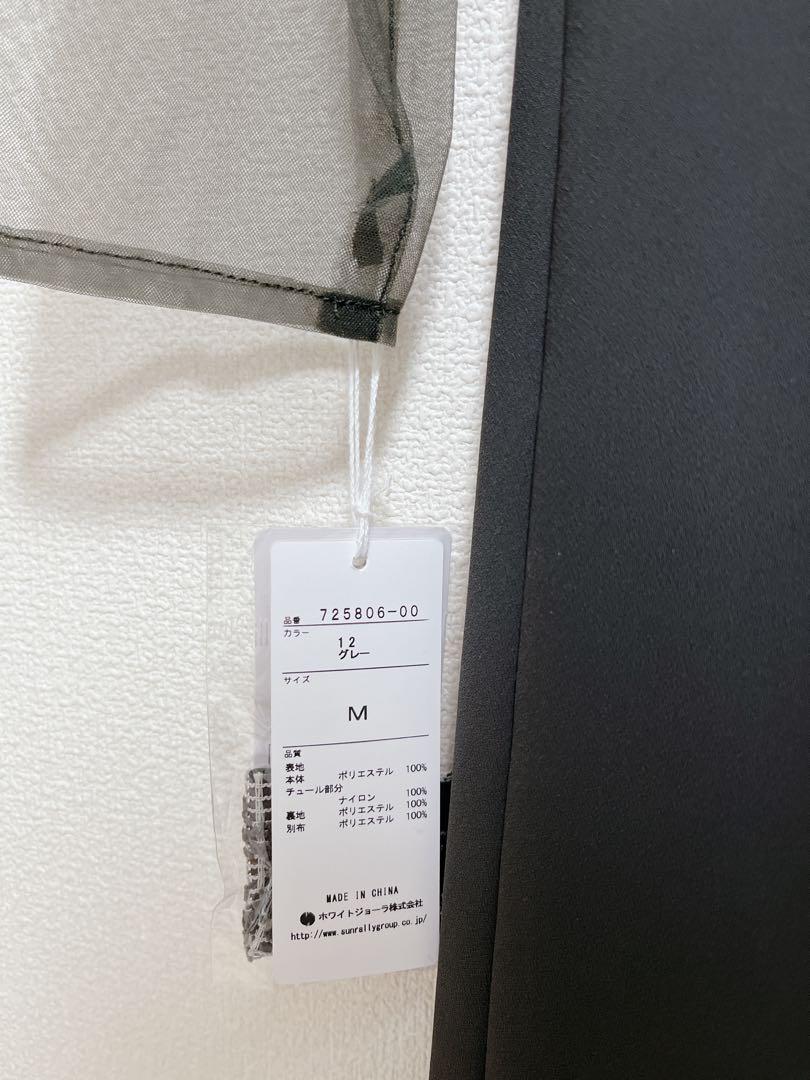 品番 725806-00
カラー
12
グレー
サイズ
M
品質
表地
本体 ポリエステル 100%
チュール部分
ナイロン 100%
裏地 ポリエステル 100%
別布 ポリエステル 100%
MADE IN CHINA
ホワイトジョーラ株式会社
http://www.sunrallygroup.co.jp/